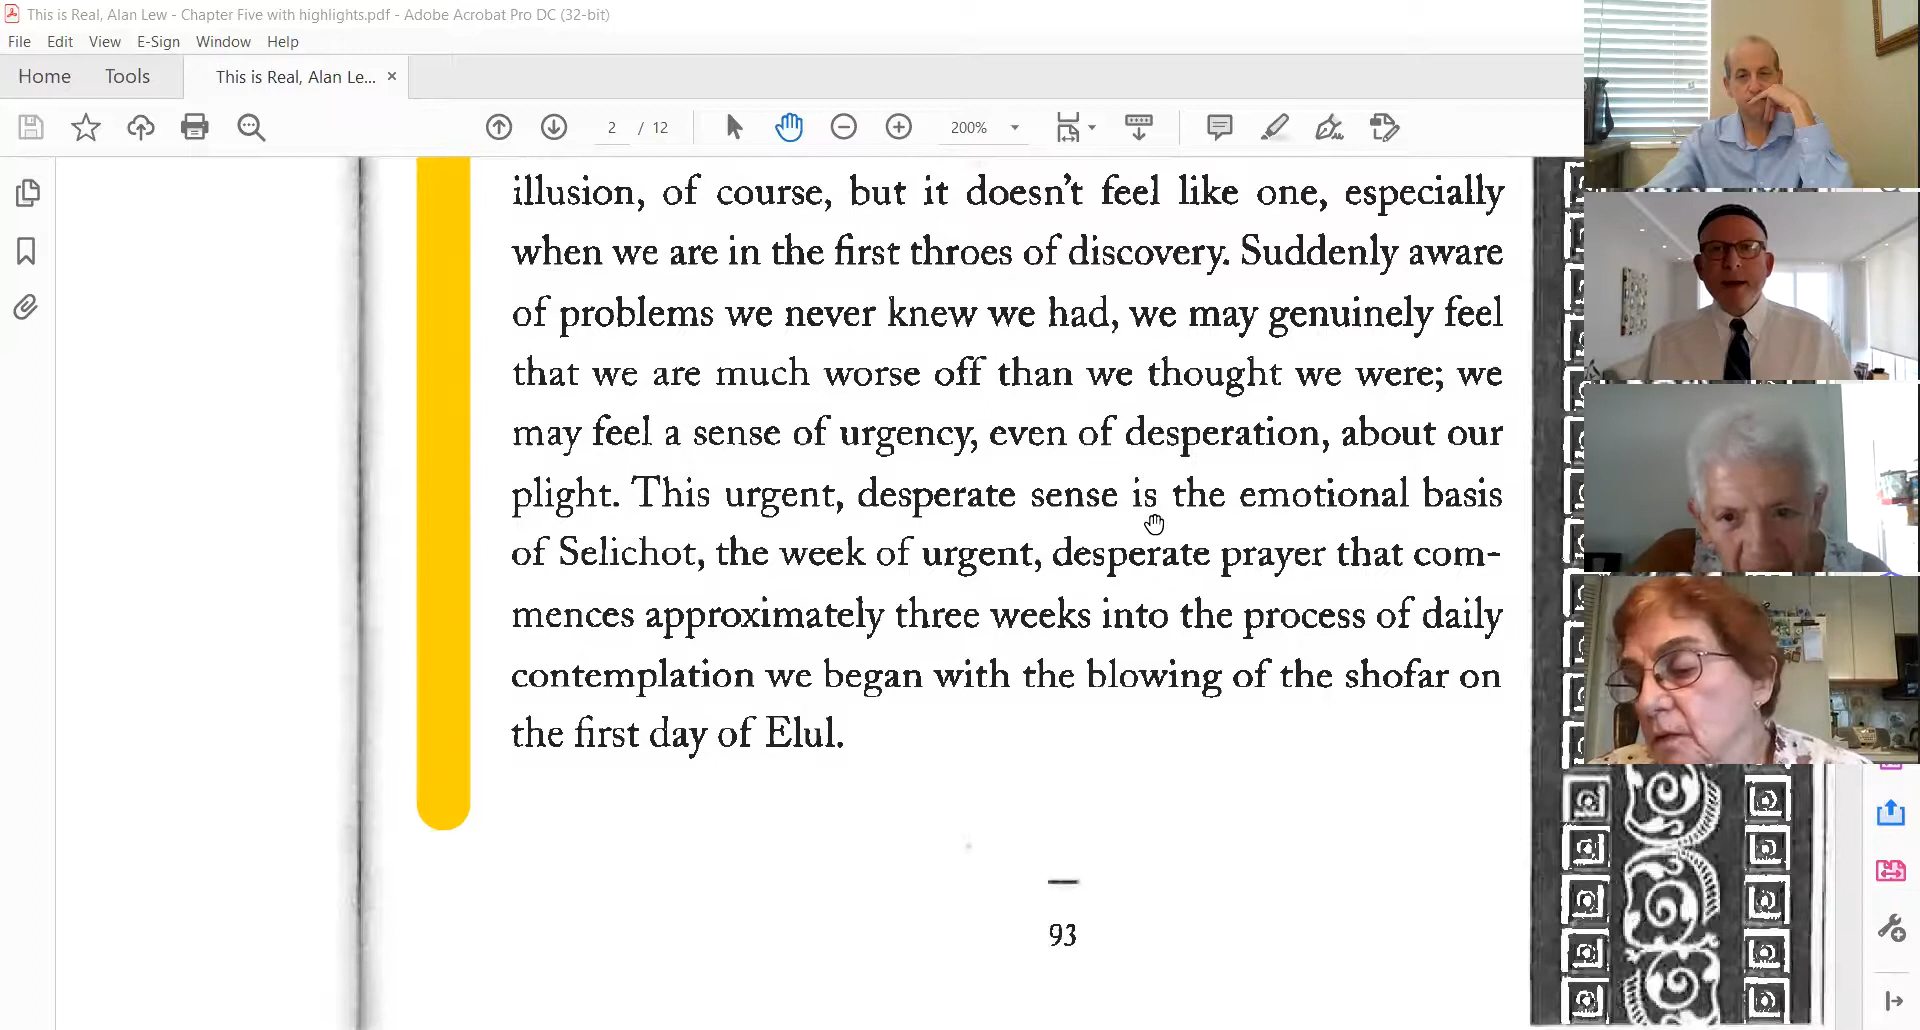 This is Real, Alan Lew - Chapter Five with highlights.pdf - Adobe Acrobat Pro DC (32-bit)
File Edit View E-Sign Window Help
Home Tools This is Real, Alan Le... ×
2 / 12 200%
illusion, of course, but it doesn’t feel like one, especially
when we are in the first throes of discovery. Suddenly aware
of problems we never knew we had, we may genuinely feel
that we are much worse off than we thought we were; we
may feel a sense of urgency, even of desperation, about our
plight. This urgent, desperate sense is the emotional basis
of Selichot, the week of urgent, desperate prayer that com-
mences approximately three weeks into the process of daily
contemplation we began with the blowing of the shofar on
the first day of Elul.
93